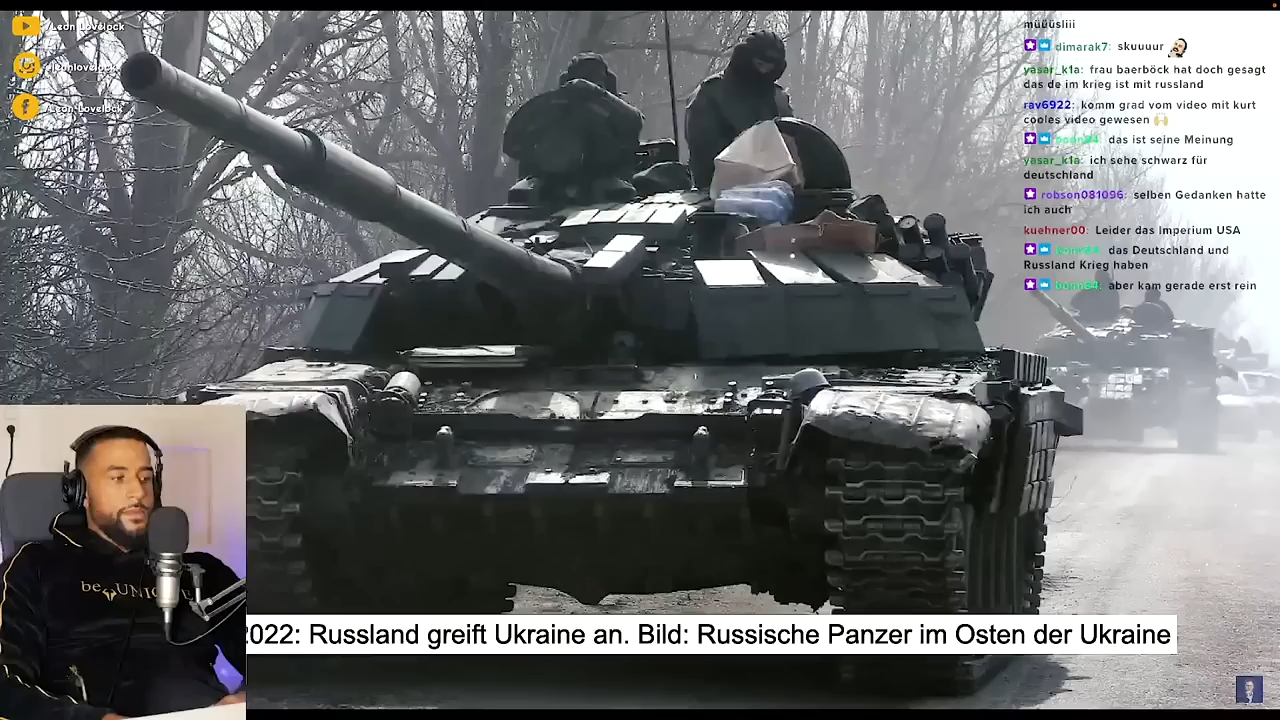 Leon Lovelock
leonlovelock
Leon Lovelock
müüüsliii
dimarak7: skuuuur
yasar_k1a: frau baerböck hat doch gesagt
das de im krieg ist mit russland
rav6922: komm grad vom video mit kurt
cooles video gewesen
das ist seine Meinung
yasar_k1a: ich sehe schwarz für
deutschland
robson081096: selben Gedanken hatte
ich auch
kuehner00: Leider das Imperium USA
das Deutschland und
Russland Krieg haben
aber kam gerade erst rein
be UNIQUE
2022: Russland greift Ukraine an. Bild: Russische Panzer im Osten der Ukraine